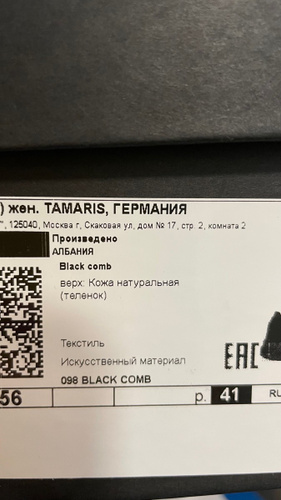 ) жен. TAMARIS, ГЕРМАНИЯ
", 125040, Москва г, Скаковая ул, дом № 17, стр. 2, комната 2
Произведено
АЛБАНИЯ
Black comb
верх: Кожа натуральная
(теленок)
Текстиль
Искусственный материал
EAC
098 BLACK COMB
56 р. 41 RU